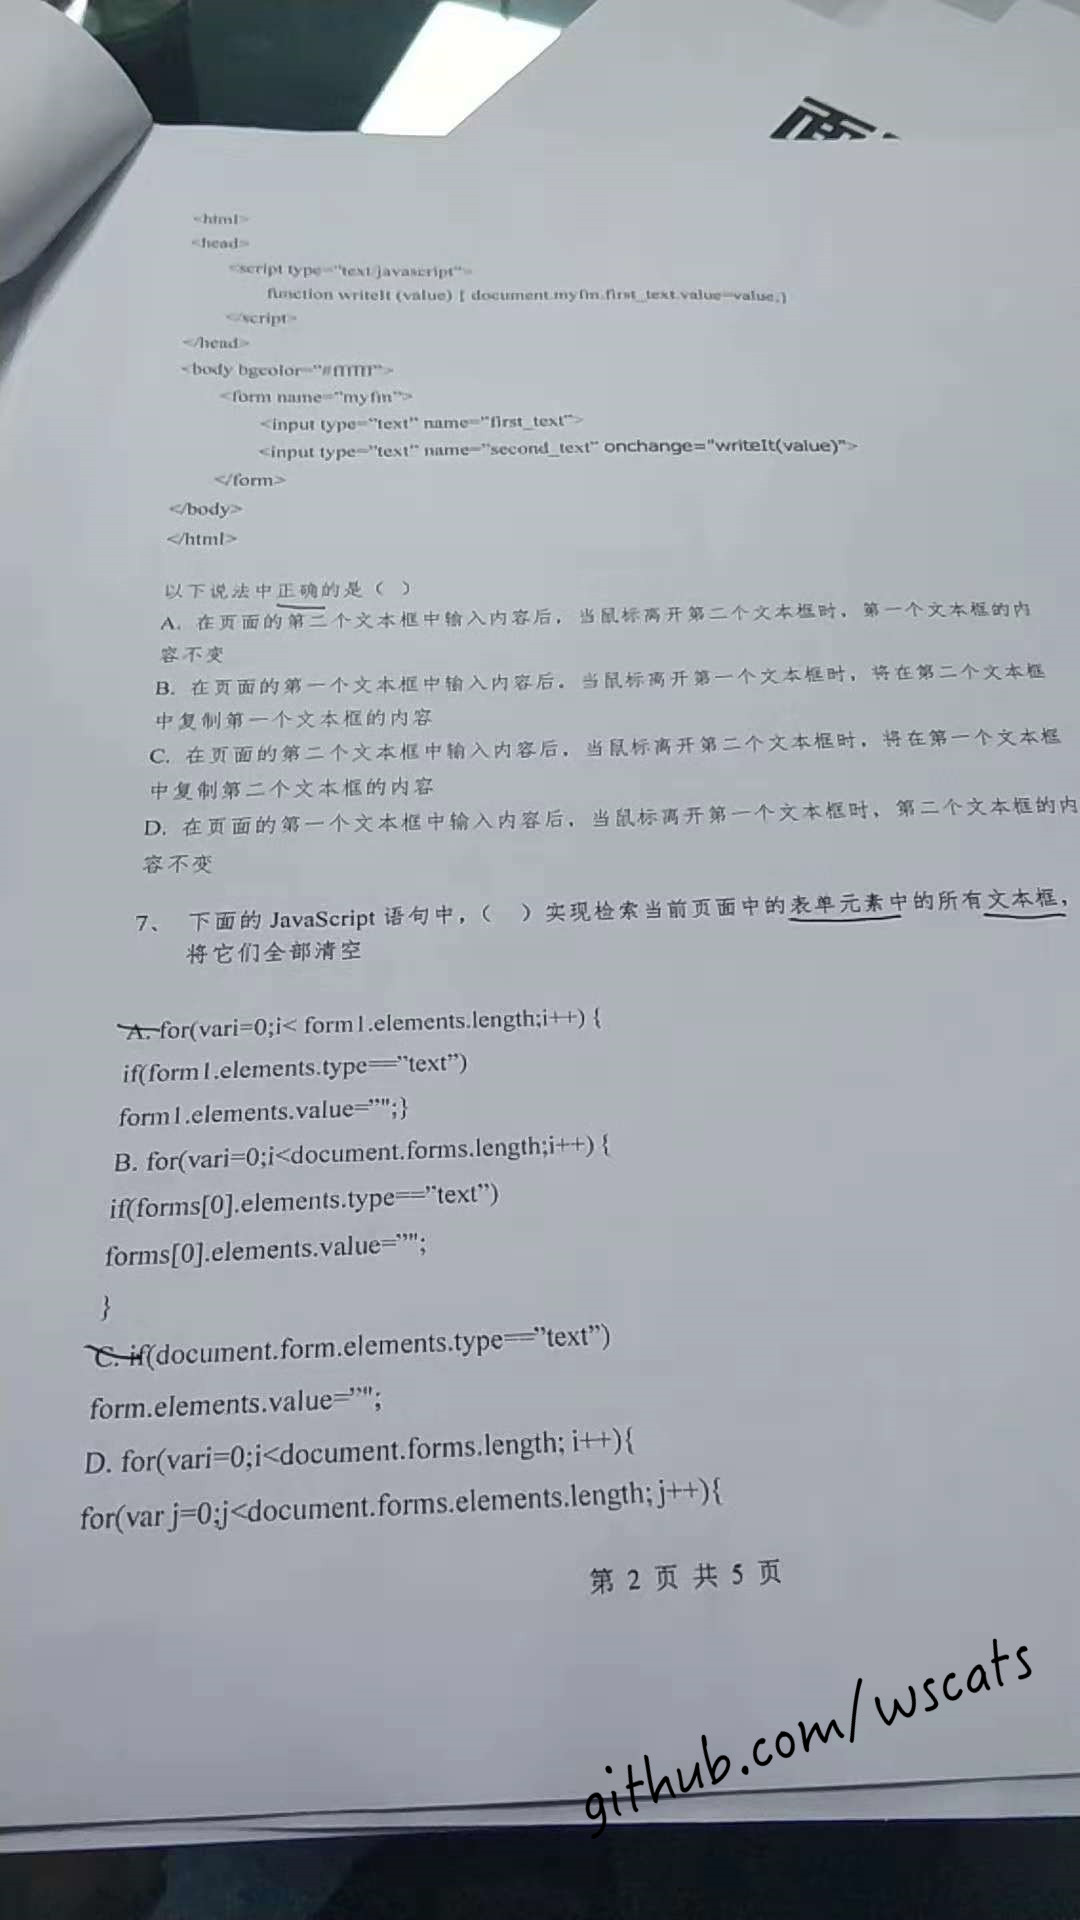 <html>
<head>
<script type="text/javascript">
function writeIt (value) { document.myfm.first_text.value=value;}
</script>
</head>
<body bgcolor="#ffffff">
<form name="myfm">
<input type="text" name="first_text">
<input type="text" name="second_text" onchange="writeIt(value)">
</form>
</body>
</html>
以下说法中正确的是（ ）
A. 在页面的第二个文本框中输入内容后，当鼠标离开第二个文本框时，第一个文本框的内
容不变
B. 在页面的第一个文本框中输入内容后，当鼠标离开第一个文本框时，将在第二个文本框
中复制第一个文本框的内容
C. 在页面的第二个文本框中输入内容后，当鼠标离开第二个文本框时，将在第一个文本框
中复制第二个文本框的内容
D. 在页面的第一个文本框中输入内容后，当鼠标离开第一个文本框时，第二个文本框的内
容不变
7、 下面的 JavaScript 语句中，（ ）实现检索当前页面中的表单元素中的所有文本框，
将它们全部清空
A. for(vari=0;i< form1.elements.length;i++) {
if(form1.elements.type==”text”)
form1.elements.value=”";}
B. for(vari=0;i<document.forms.length;i++) {
if(forms[0].elements.type==”text”)
forms[0].elements.value=”";
}
C. if(document.form.elements.type==”text”)
form.elements.value=”";
D. for(vari=0;i<document.forms.length; i++){
for(var j=0;j<document.forms.elements.length; j++){
第 2 页 共 5 页
github.com/wscats